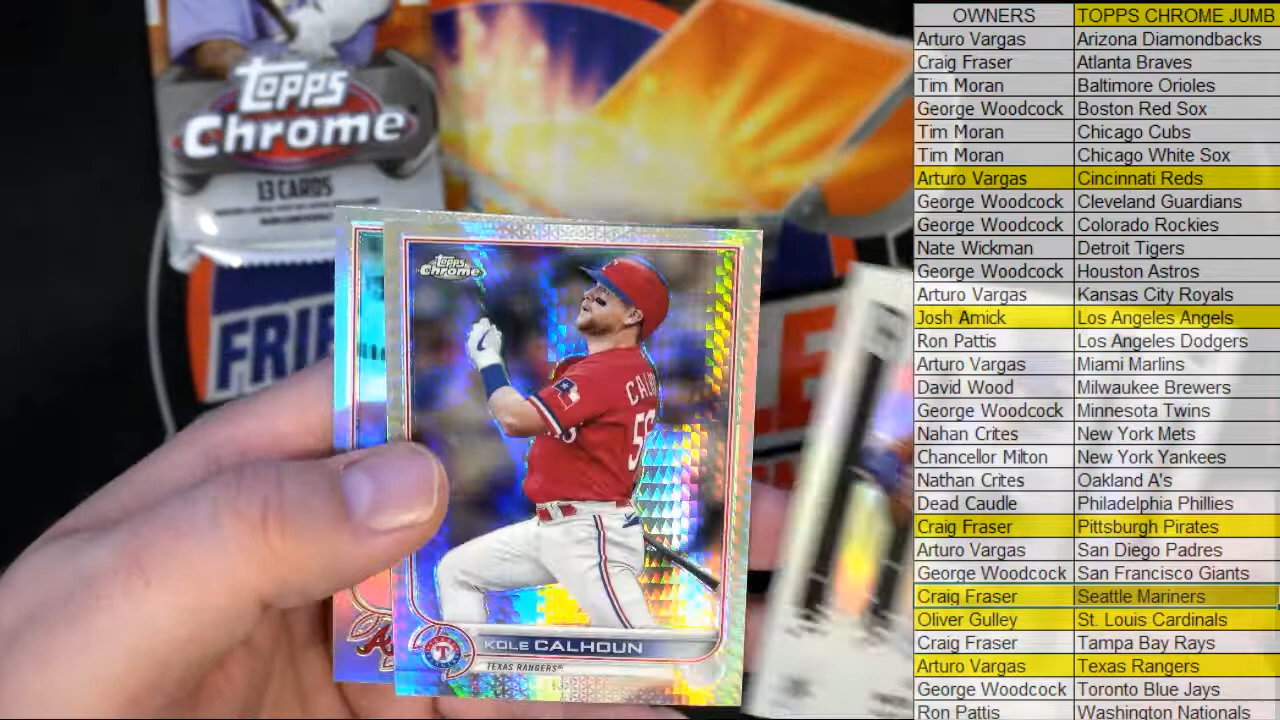 Topps
Chrome
13 CARDS
FRIE
Topps
Chrome
CALH
56
KOLE CALHOUN
TEXAS RANGERS
OWNERS TOPPS CHROME JUMB
Arturo Vargas Arizona Diamondbacks
Craig Fraser Atlanta Braves
Tim Moran Baltimore Orioles
George Woodcock Boston Red Sox
Tim Moran Chicago Cubs
Tim Moran Chicago White Sox
Arturo Vargas Cincinnati Reds
George Woodcock Cleveland Guardians
George Woodcock Colorado Rockies
Nate Wickman Detroit Tigers
George Woodcock Houston Astros
Arturo Vargas Kansas City Royals
Josh Amick Los Angeles Angels
Ron Pattis Los Angeles Dodgers
Arturo Vargas Miami Marlins
David Wood Milwaukee Brewers
George Woodcock Minnesota Twins
Nahan Crites New York Mets
Chancellor Milton New York Yankees
Nathan Crites Oakland A's
Dead Caudle Philadelphia Phillies
Craig Fraser Pittsburgh Pirates
Arturo Vargas San Diego Padres
George Woodcock San Francisco Giants
Craig Fraser Seattle Mariners
Oliver Gulley St. Louis Cardinals
Craig Fraser Tampa Bay Rays
Arturo Vargas Texas Rangers
George Woodcock Toronto Blue Jays
Ron Pattis Washington Nationals